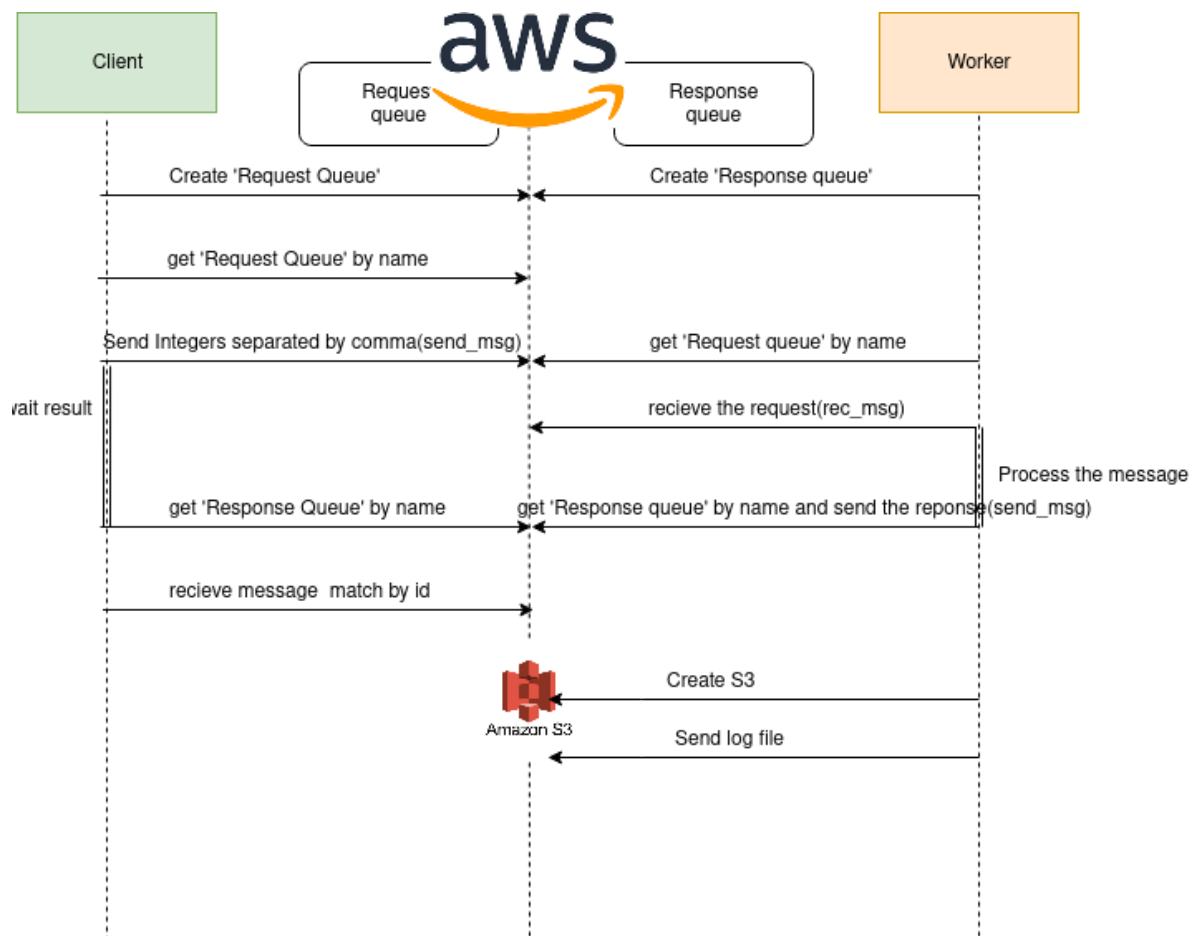 Client
aws
Worker
Reques
queue
Response
queue
Create 'Request Queue'
Create 'Response queue'
get 'Request Queue' by name
Send Integers separated by comma(send_msg)
get 'Request queue' by name
wait result
recieve the request(rec_msg)
Process the message
get 'Response Queue' by name
get 'Response queue' by name and send the reponse(send_msg)
recieve message  match by id
Create S3
Amazon S3
Send log file